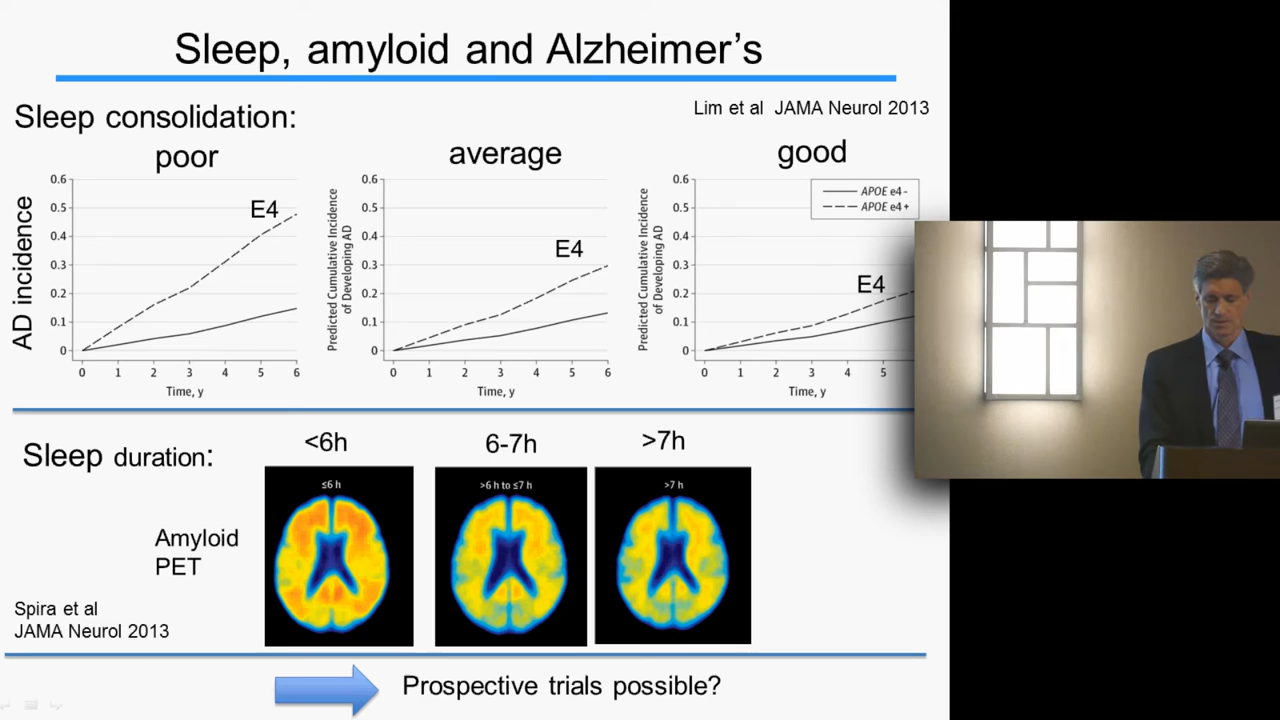 Sleep, amyloid and Alzheimer's
Sleep consolidation:
Lim et al  JAMA Neurol 2013
poor
average
good
AD incidence
0.6
0.5
0.4
0.3
0.2
0.1
0
E4
0
1
2
3
4
5
6
Time, y
Predicted Cumulative Incidence
of Developing AD
0.6
0.5
0.4
0.3
0.2
0.1
0
E4
0
1
2
3
4
5
6
Time, y
Predicted Cumulative Incidence
of Developing AD
0.6
0.5
0.4
0.3
0.2
0.1
0
APOE e4-
APOE e4+
E4
0
1
2
3
4
5
Time, y
Sleep duration:
<6h
6-7h
>7h
≤6 h
>6 h to ≤7 h
>7 h
Amyloid
PET
Spira et al
JAMA Neurol 2013
Prospective trials possible?